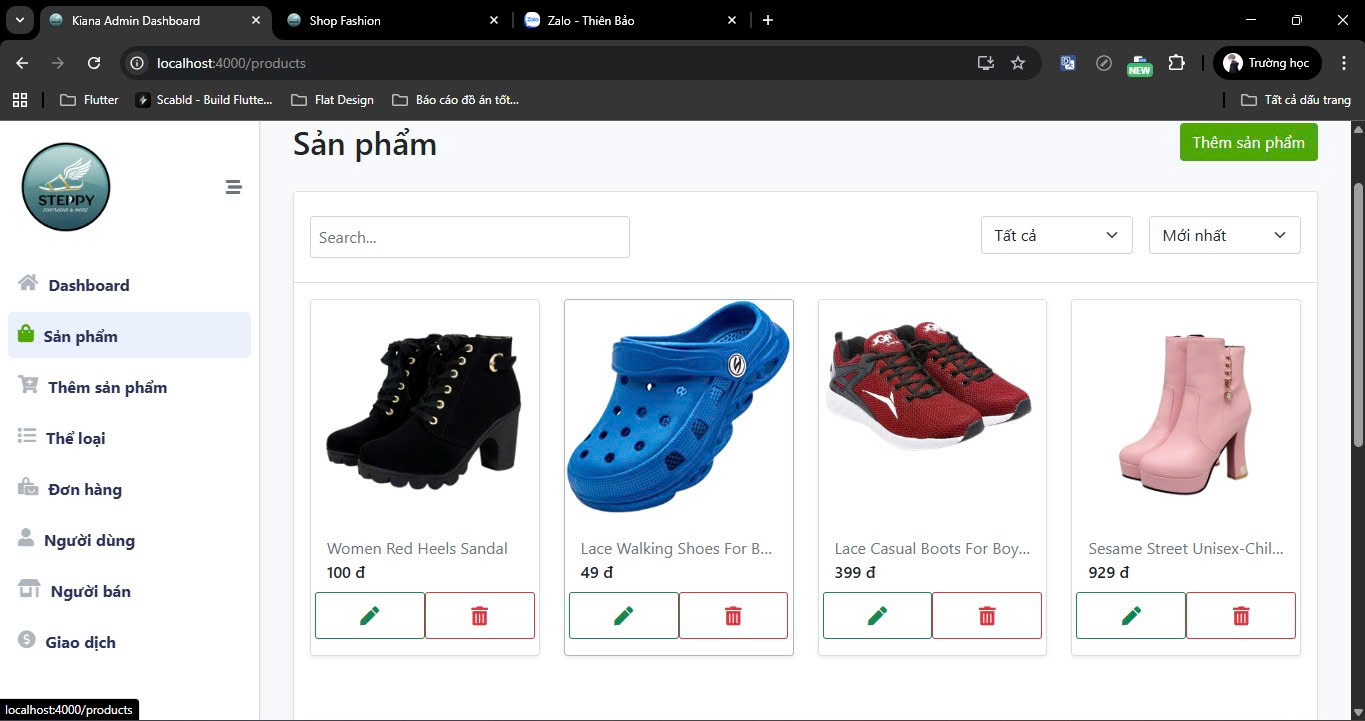 Kiana Admin Dashboard
Shop Fashion
Zalo - Thiên Bảo
localhost:4000/products
NEW
Trường học
Flutter
Scabld - Build Flutte...
Flat Design
Báo cáo đồ án tốt...
Tất cả dấu trang
STEPPY
FOOTWEAR & MORE
Sản phẩm
Thêm sản phẩm
Search...
Tất cả
Mới nhất
Dashboard
Sản phẩm
Thêm sản phẩm
Thể loại
Đơn hàng
Người dùng
Người bán
Giao dịch
Women Red Heels Sandal
100 đ
Lace Walking Shoes For B...
49 đ
Lace Casual Boots For Boy...
399 đ
Sesame Street Unisex-Chil...
929 đ
localhost:4000/products